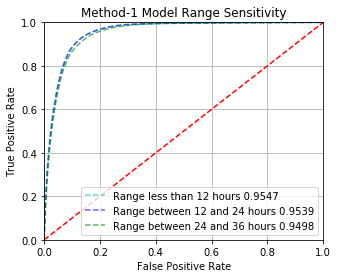 Method-1 Model Range Sensitivity
1.0
0.8
0.6
0.4
0.2
0.0
True Positive Rate
Range less than 12 hours 0.9547
Range between 12 and 24 hours 0.9539
Range between 24 and 36 hours 0.9498
0.0 0.2 0.4 0.6 0.8 1.0
False Positive Rate